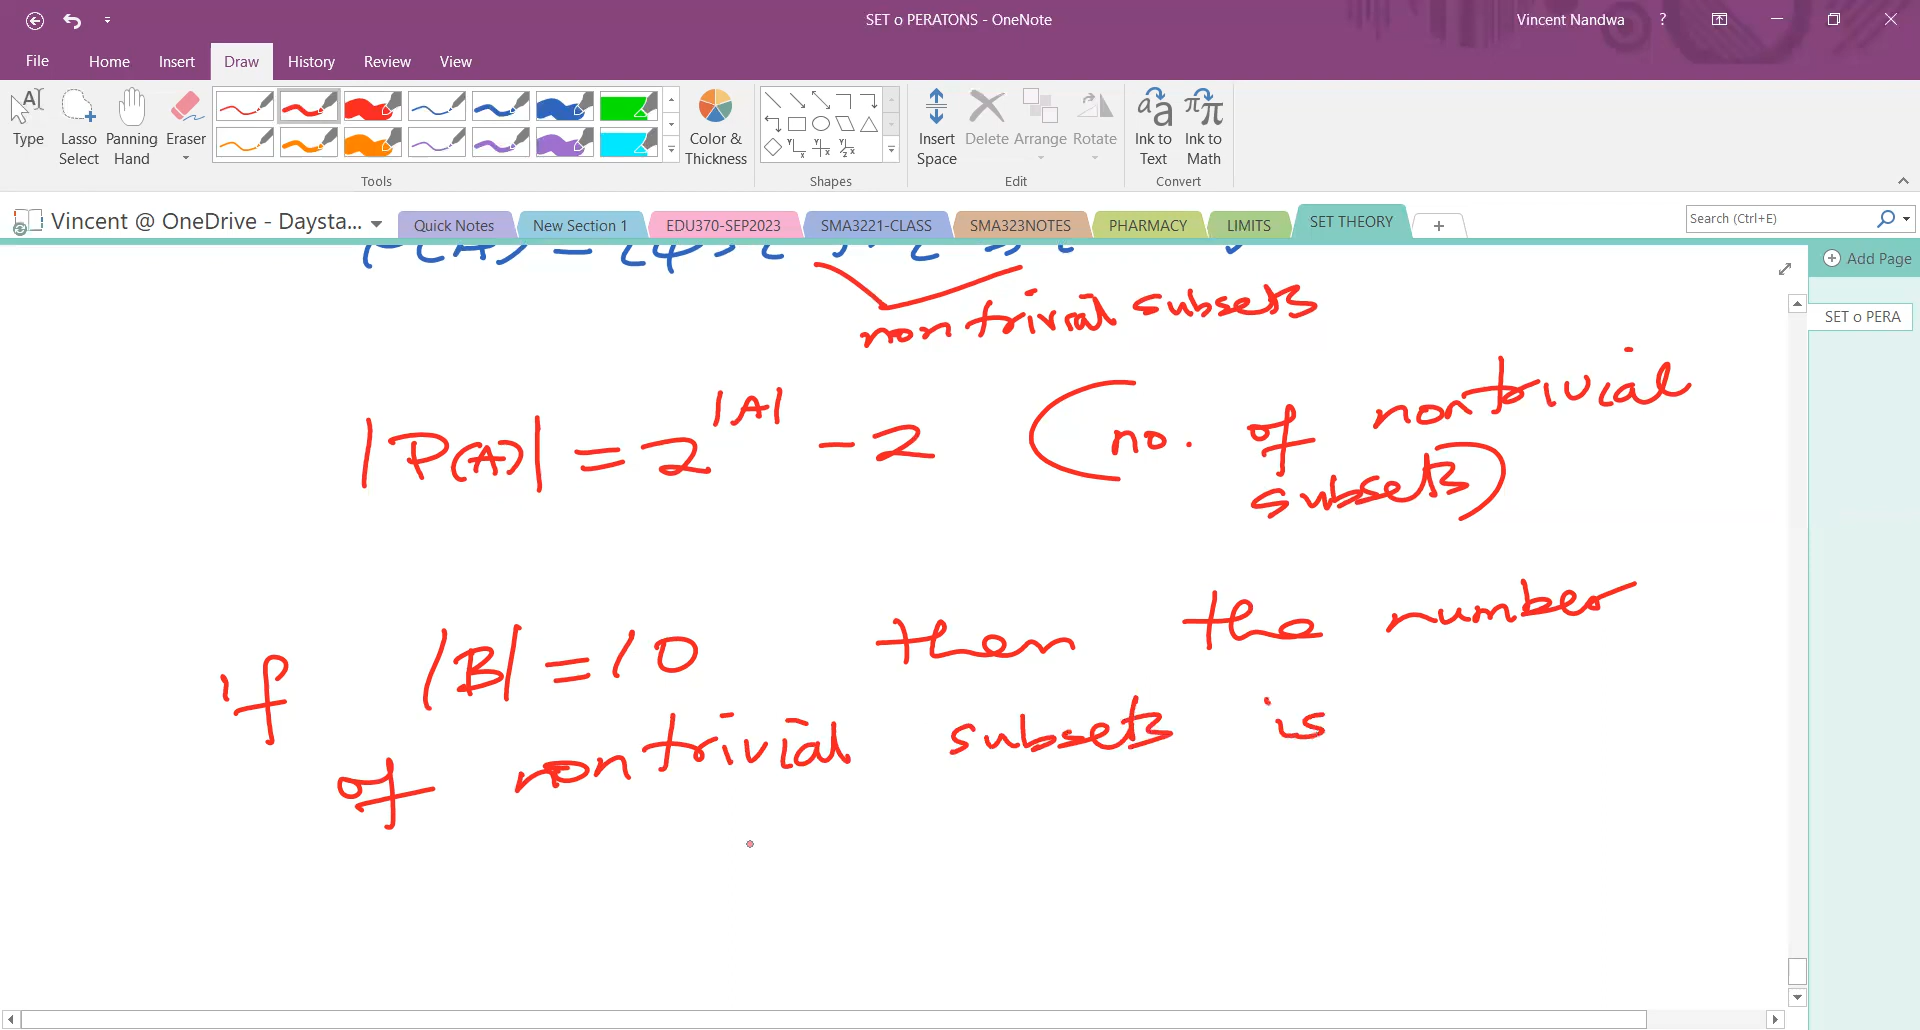 SET o PERATONS - OneNote
Vincent Nandwa
?
File Home Insert Draw History Review View
Type
Lasso Select
Panning Hand
Eraser
Color & Thickness
Insert Space
Delete
Arrange
Rotate
Ink to Text
Ink to Math
Tools
Shapes
Edit
Convert
Vincent @ OneDrive - Daysta...
Quick Notes
New Section 1
EDU370-SEP2023
SMA3221-CLASS
SMA323NOTES
PHARMACY
LIMITS
SET THEORY
Search (Ctrl+E)
Add Page
SET o PERA
non trivial subsets
|P(A)| = 2^|A| - 2 (no. of nontrivial
subsets)
if |B| = 10 then the number
of nontrivial subsets is